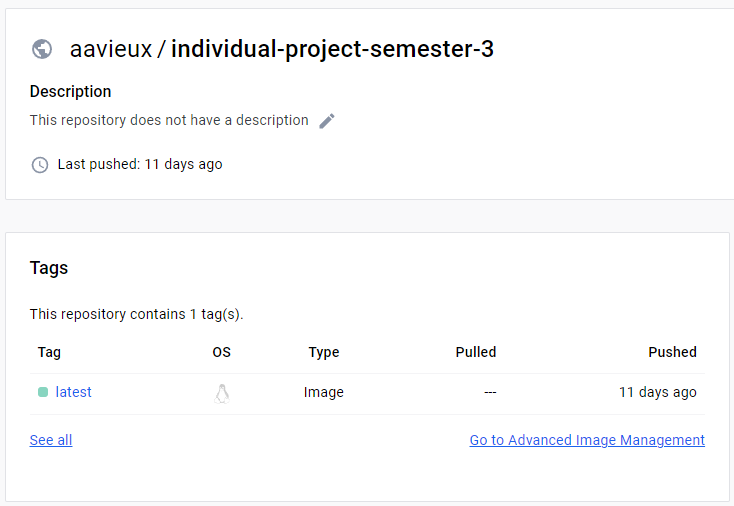 aavieux / individual-project-semester-3
Description
This repository does not have a description
Last pushed: 11 days ago
Tags
This repository contains 1 tag(s).
Tag OS Type Pulled Pushed
latest Image --- 11 days ago
See all Go to Advanced Image Management